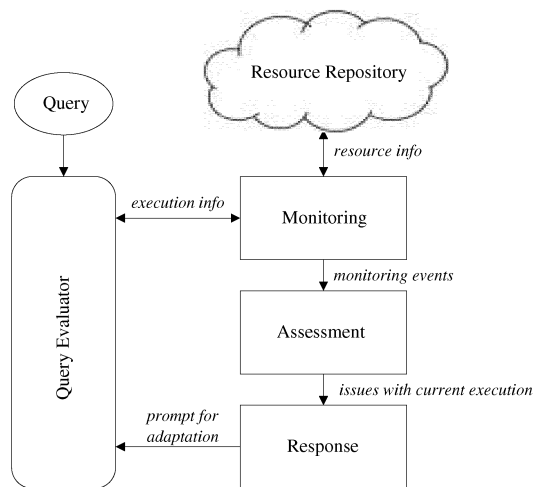 Resource Repository
Query
resource info
execution info
Monitoring
monitoring events
Query Evaluator
Assessment
issues with current execution
prompt for
adaptation
Response